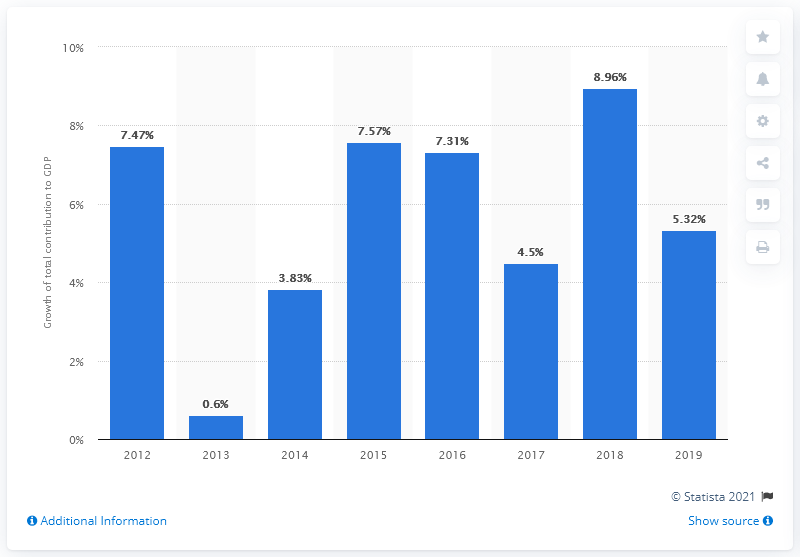 10%
8%
6%
4%
2%
0%
Growth of total contribution to GDP
7.47%
0.6%
3.83%
7.57%
7.31%
4.5%
8.96%
5.32%
2012 2013 2014 2015 2016 2017 2018 2019
© Statista 2021
Additional Information
Show source